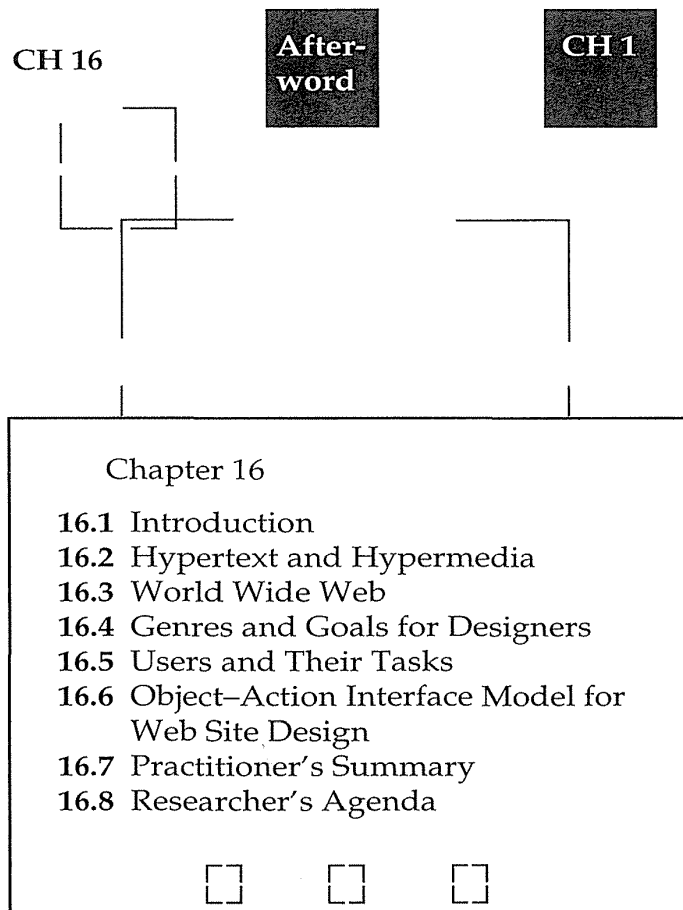 CH 16
After-
word
CH 1
Chapter 16
16.1 Introduction
16.2 Hypertext and Hypermedia
16.3 World Wide Web
16.4 Genres and Goals for Designers
16.5 Users and Their Tasks
16.6 Object–Action Interface Model for
Web Site Design
16.7 Practitioner's Summary
16.8 Researcher's Agenda